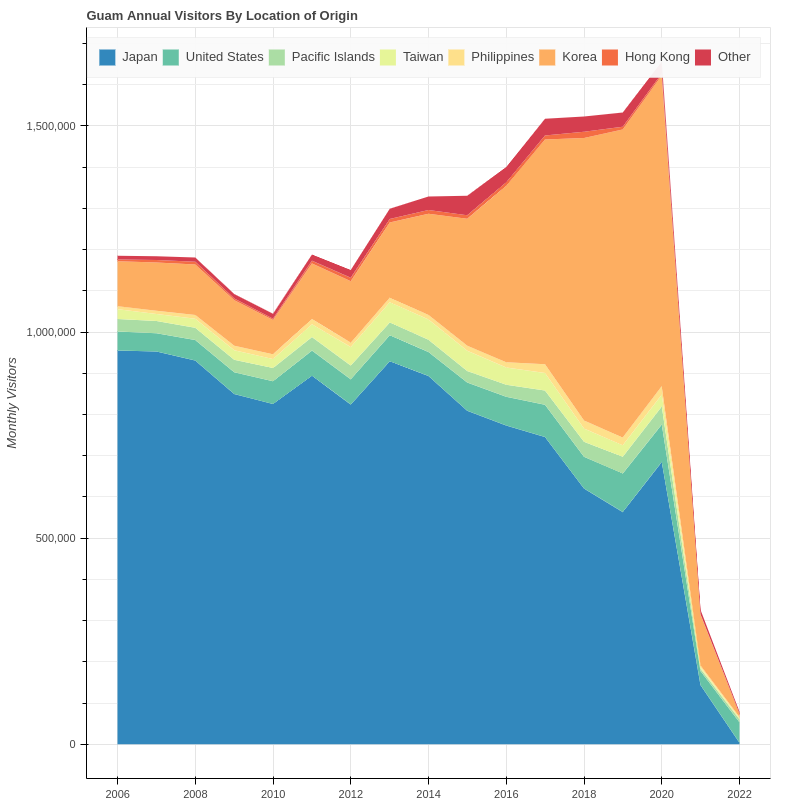 Guam Annual Visitors By Location of Origin
Japan United States Pacific Islands Taiwan Philippines Korea Hong Kong Other
1,500,000
1,000,000
Monthly Visitors
500,000
0
2006 2008 2010 2012 2014 2016 2018 2020 2022